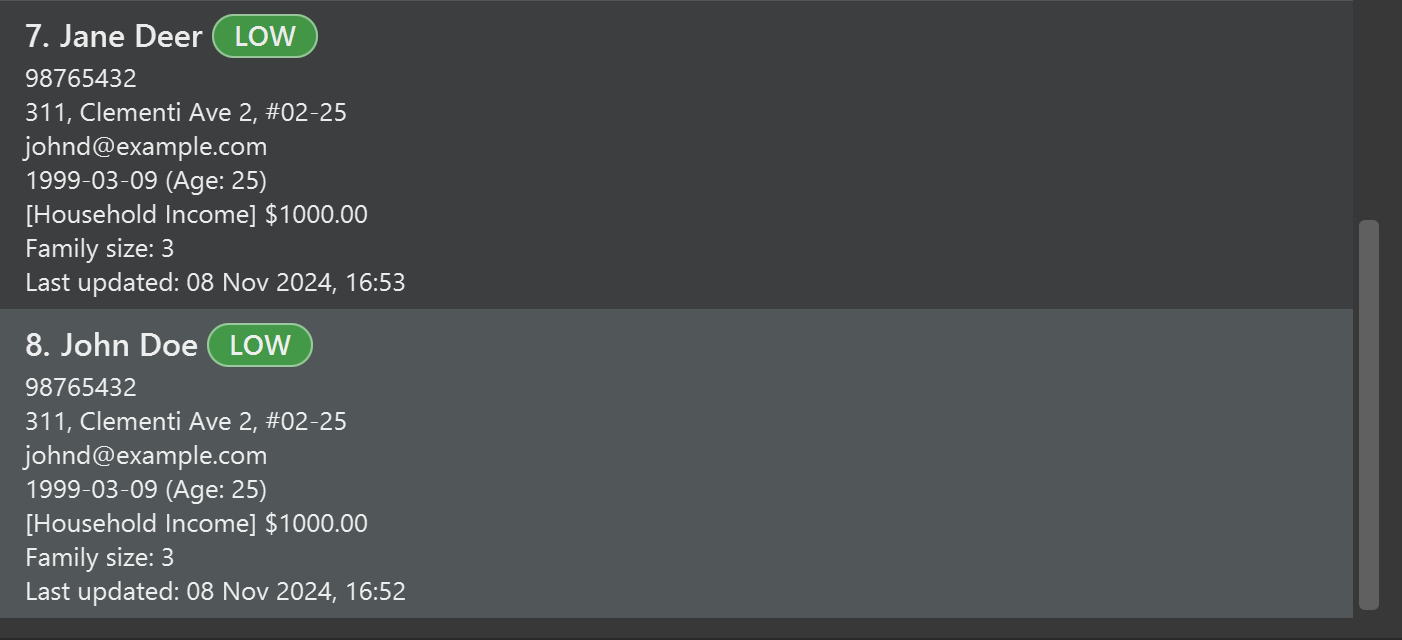 7. Jane Deer LOW
98765432
311, Clementi Ave 2, #02-25
johnd@example.com
1999-03-09 (Age: 25)
[Household Income] $1000.00
Family size: 3
Last updated: 08 Nov 2024, 16:53
8. John Doe LOW
98765432
311, Clementi Ave 2, #02-25
johnd@example.com
1999-03-09 (Age: 25)
[Household Income] $1000.00
Family size: 3
Last updated: 08 Nov 2024, 16:52